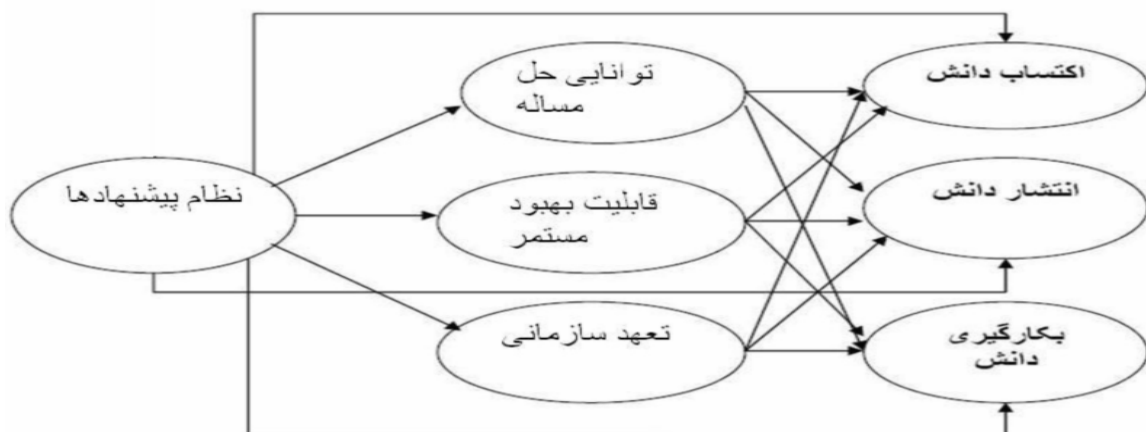 توانایی حل
مساله
اکتساب دانش
نظام پیشنهادها
قابلیت بهبود
مستمر
انتشار دانش
تعهد سازمانی
بکارگیری
دانش